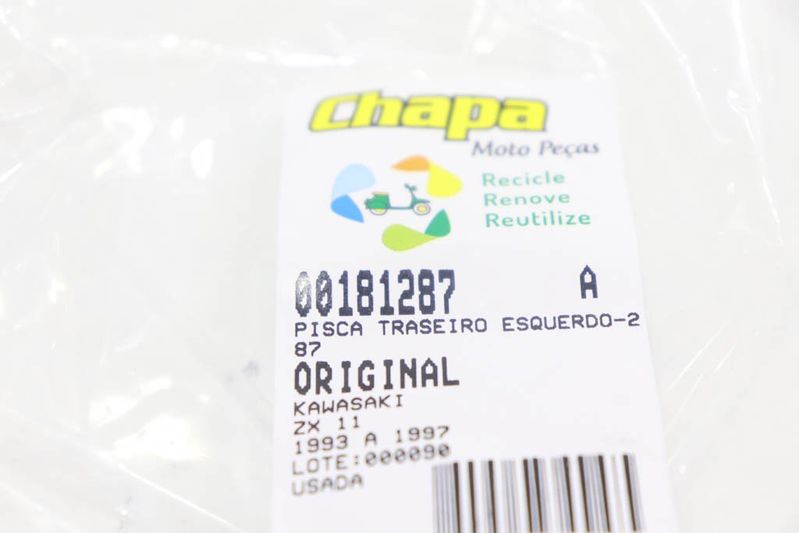 Chapa
Moto Peças
Recicle
Renove
Reutilize
00181287 A
PISCA TRASEIRO ESQUERDO-2
87
ORIGINAL
KAWASAKI
ZX 11
1993 A 1997
LOTE:000090
USADA